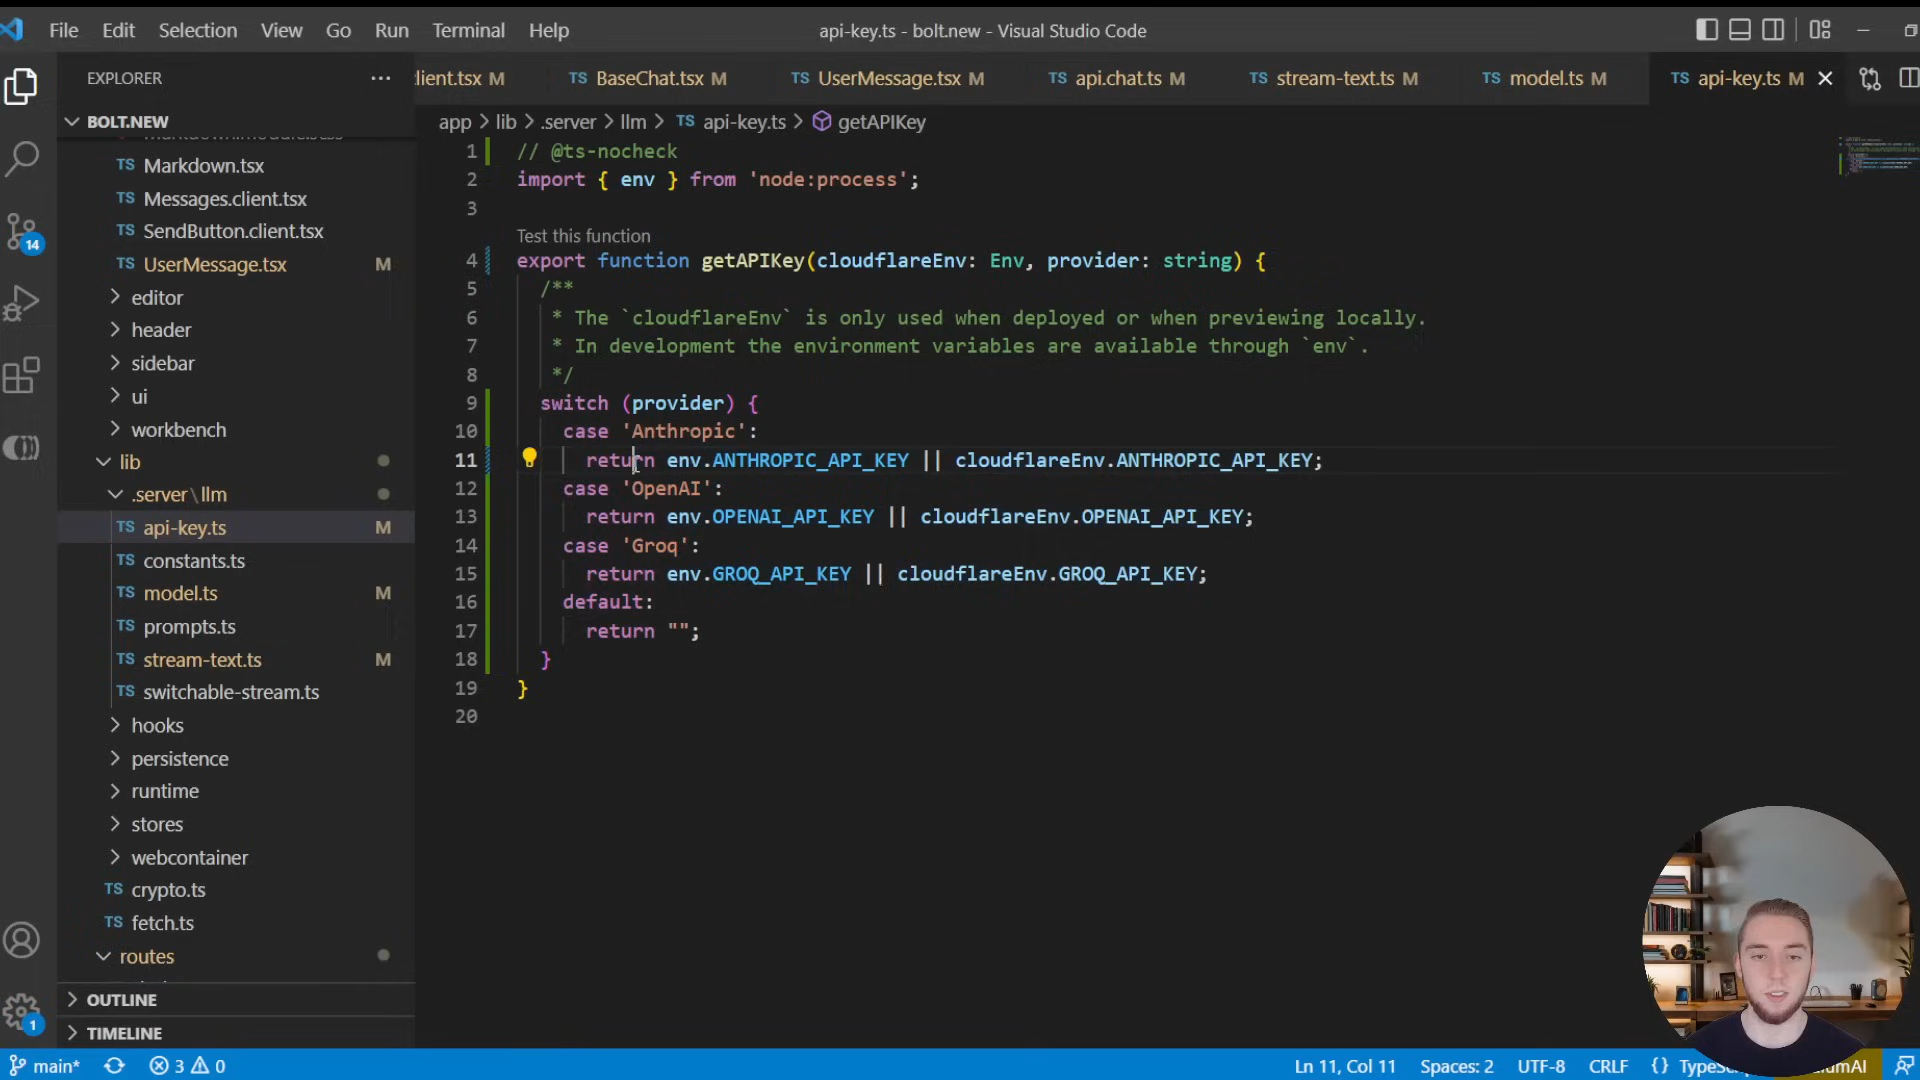 File Edit Selection View Go Run Terminal Help
api-key.ts - bolt.new - Visual Studio Code
EXPLORER ...
lient.tsx M TS BaseChat.tsx M TS UserMessage.tsx M TS api.chat.ts M TS stream-text.ts M TS model.ts M TS api-key.ts M
BOLT.NEW
TS Markdown.tsx
TS Messages.client.tsx
TS SendButton.client.tsx
TS UserMessage.tsx M
editor
header
sidebar
ui
workbench
lib
.server\llm
TS api-key.ts M
TS constants.ts
TS model.ts M
TS prompts.ts
TS stream-text.ts M
TS switchable-stream.ts
hooks
persistence
runtime
stores
webcontainer
TS crypto.ts
TS fetch.ts
routes
OUTLINE
TIMELINE
14
1
app > lib > .server > llm > TS api-key.ts > getAPIKey
1 // @ts-nocheck
2 import { env } from 'node:process';
3
Test this function
4 export function getAPIKey(cloudflareEnv: Env, provider: string) {
5 /**
6 * The `cloudflareEnv` is only used when deployed or when previewing locally.
7 * In development the environment variables are available through `env`.
8 */
9 switch (provider) {
10 case 'Anthropic':
11 return env.ANTHROPIC_API_KEY || cloudflareEnv.ANTHROPIC_API_KEY;
12 case 'OpenAI':
13 return env.OPENAI_API_KEY || cloudflareEnv.OPENAI_API_KEY;
14 case 'Groq':
15 return env.GROQ_API_KEY || cloudflareEnv.GROQ_API_KEY;
16 default:
17 return "";
18 }
19 }
20
main* 3 0 Ln 11, Col 11 Spaces: 2 UTF-8 CRLF {} TypeSc umAI